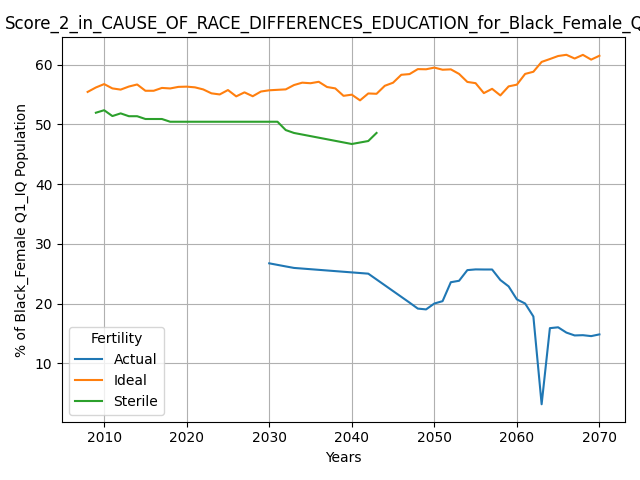 Score_2_in_CAUSE_OF_RACE_DIFFERENCES_EDUCATION_for_Black_Female_Q
% of Black_Female Q1_IQ Population
60
50
40
30
20
10
Fertility
Actual
Ideal
Sterile
2010 2020 2030 2040 2050 2060 2070
Years